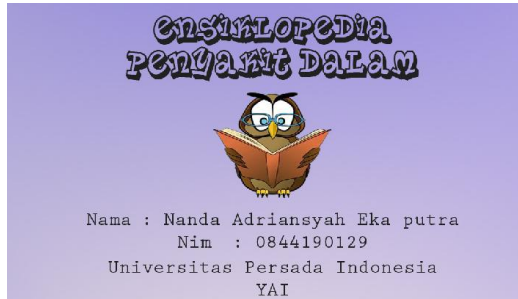 ENSIKLOPEDIA
PENYAKIT DALAM
Nama : Nanda Adriansyah Eka putra
Nim : 0844190129
Universitas Persada Indonesia
YAI